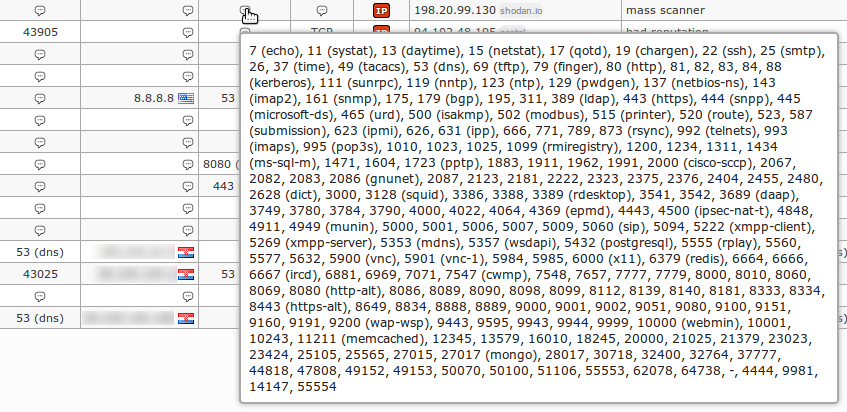 198.20.99.130 shodan.io mass scanner
43905
8.8.8.8 53
8080 (
443
53 (dns)
43025 53
53 (dns)
7 (echo), 11 (systat), 13 (daytime), 15 (netstat), 17 (qotd), 19 (chargen), 22 (ssh), 25 (smtp),
26, 37 (time), 49 (tacacs), 53 (dns), 69 (tftp), 79 (finger), 80 (http), 81, 82, 83, 84, 88
(kerberos), 111 (sunrpc), 119 (nntp), 123 (ntp), 129 (pwdgen), 137 (netbios-ns), 143
(imap2), 161 (snmp), 175, 179 (bgp), 195, 311, 389 (ldap), 443 (https), 444 (snpp), 445
(microsoft-ds), 465 (urd), 500 (isakmp), 502 (modbus), 515 (printer), 520 (route), 523, 587
(submission), 623 (ipmi), 626, 631 (ipp), 666, 771, 789, 873 (rsync), 992 (telnets), 993
(imaps), 995 (pop3s), 1010, 1023, 1025, 1099 (rmiregistry), 1200, 1234, 1311, 1434
(ms-sql-m), 1471, 1604, 1723 (pptp), 1883, 1911, 1962, 1991, 2000 (cisco-sccp), 2067,
2082, 2083, 2086 (gnunet), 2087, 2123, 2181, 2222, 2323, 2375, 2376, 2404, 2455, 2480,
2628 (dict), 3000, 3128 (squid), 3386, 3388, 3389 (rdesktop), 3541, 3542, 3689 (daap),
3749, 3780, 3784, 3790, 4000, 4022, 4064, 4369 (epmd), 4443, 4500 (ipsec-nat-t), 4848,
4911, 4949 (munin), 5000, 5001, 5006, 5007, 5009, 5060 (sip), 5094, 5222 (xmpp-client),
5269 (xmpp-server), 5353 (mdns), 5357 (wsdapi), 5432 (postgresql), 5555 (rplay), 5560,
5577, 5632, 5900 (vnc), 5901 (vnc-1), 5984, 5985, 6000 (x11), 6379 (redis), 6664, 6666,
6667 (ircd), 6881, 6969, 7071, 7547 (cwmp), 7548, 7657, 7777, 7779, 8000, 8010, 8060,
8069, 8080 (http-alt), 8086, 8089, 8090, 8098, 8099, 8112, 8139, 8140, 8181, 8333, 8334,
8443 (https-alt), 8649, 8834, 8888, 8889, 9000, 9001, 9002, 9051, 9080, 9100, 9151,
9160, 9191, 9200 (wap-wsp), 9443, 9595, 9943, 9944, 9999, 10000 (webmin), 10001,
10243, 11211 (memcached), 12345, 13579, 16010, 18245, 20000, 21025, 21379, 23023,
23424, 25105, 25565, 27015, 27017 (mongo), 28017, 30718, 32400, 32764, 37777,
44818, 47808, 49152, 49153, 50070, 50100, 51106, 55553, 62078, 64738, -, 4444, 9981,
14147, 55554